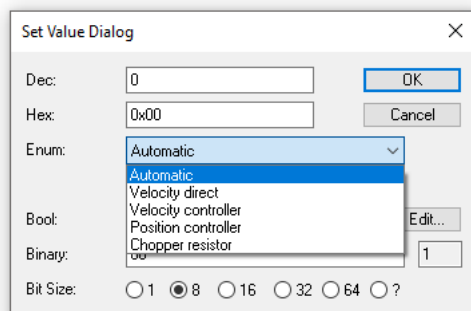 Set Value Dialog
Dec: 0 OK
Hex: 0x00 Cancel
Enum: Automatic
Automatic
Velocity direct
Velocity controller
Position controller
Bool: Edit...
Chopper resistor
Binary: 1
Bit Size: 1 8 16 32 64 ?